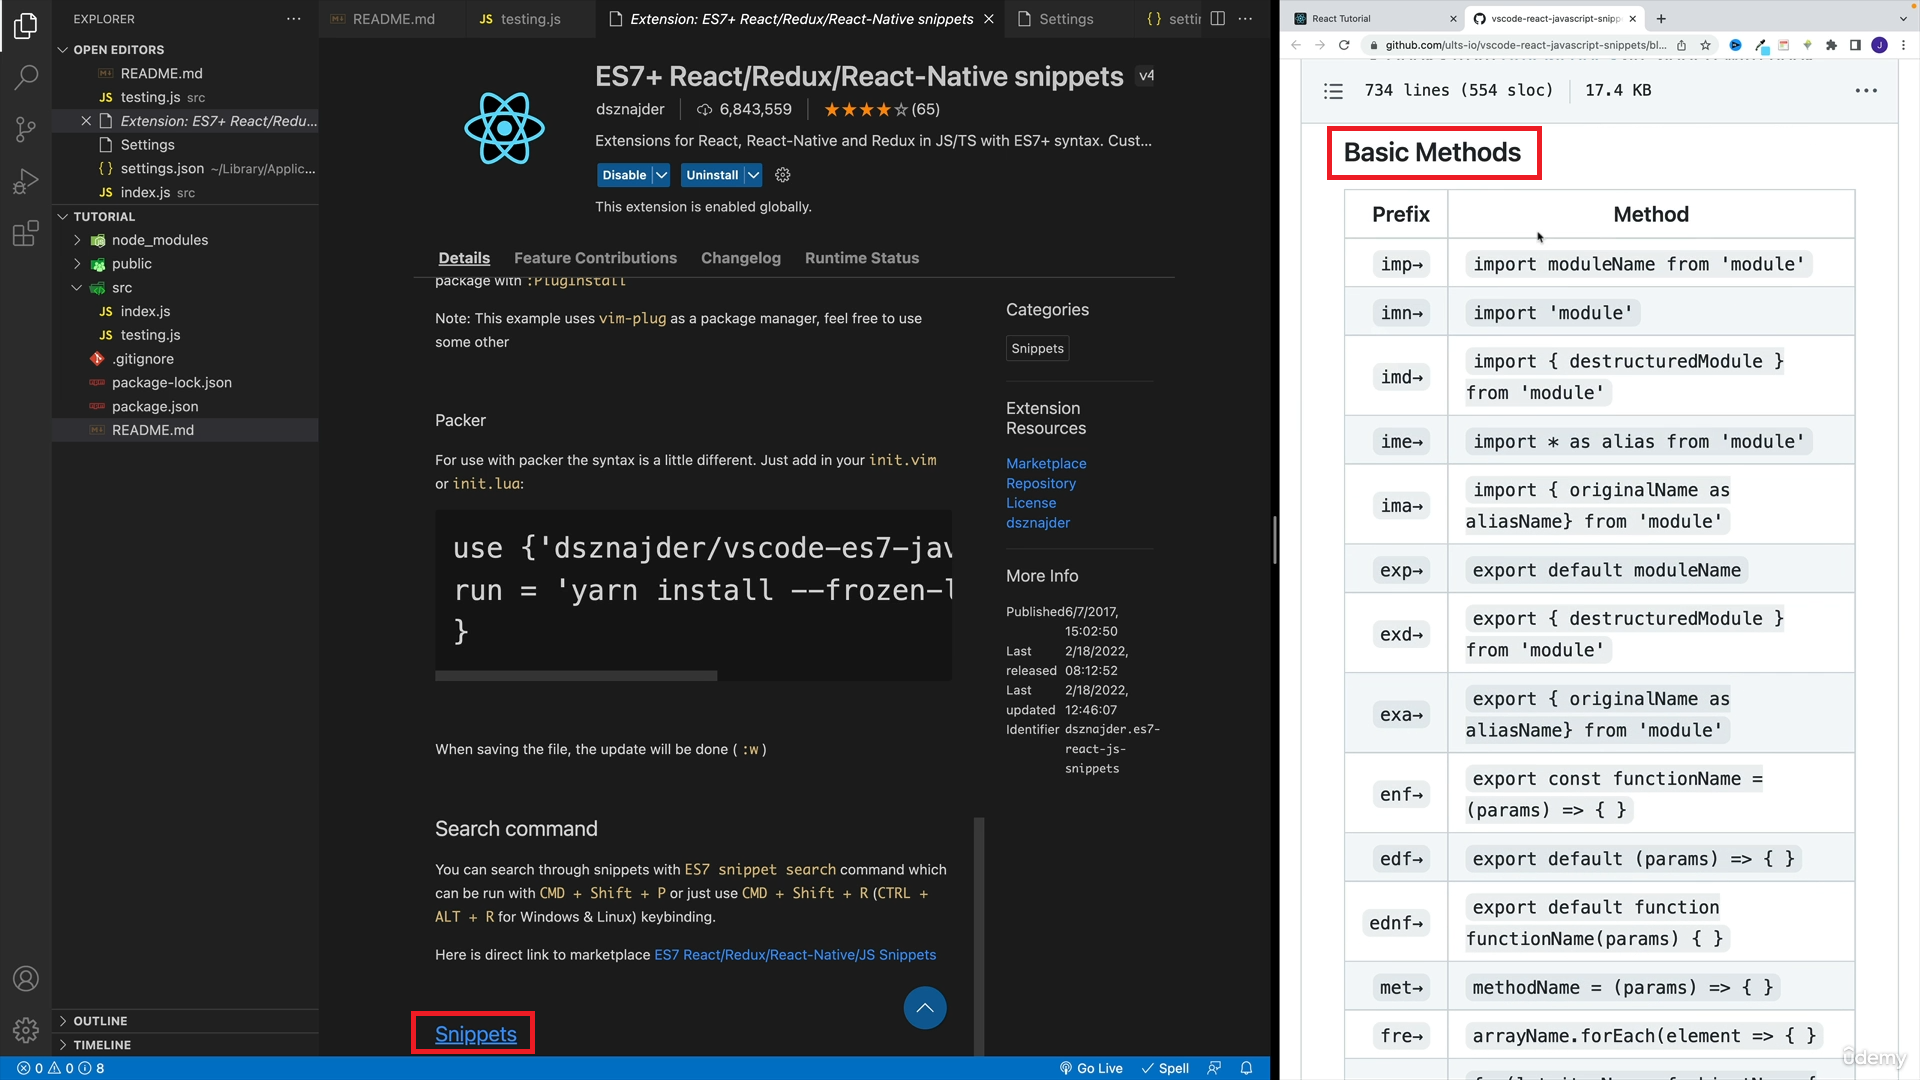 EXPLORER
OPEN EDITORS
README.md
testing.js src
Extension: ES7+ React/Redu...
Settings
settings.json ~/Library/Applic...
index.js src
TUTORIAL
node_modules
public
src
index.js
testing.js
.gitignore
package-lock.json
package.json
README.md
OUTLINE
TIMELINE
0 0 8
README.md
JS testing.js
Extension: ES7+ React/Redux/React-Native snippets
Settings
{ } settin
ES7+ React/Redux/React-Native snippets v4
dsznajder 6,843,559 (65)
Extensions for React, React-Native and Redux in JS/TS with ES7+ syntax. Cust...
Disable Uninstall
This extension is enabled globally.
Details Feature Contributions Changelog Runtime Status
package with :PlugInstall
Note: This example uses vim-plug as a package manager, feel free to use
some other
Packer
For use with packer the syntax is a little different. Just add in your init.vim
or init.lua:
use {'dsznajder/vscode-es7-jav
run = 'yarn install --frozen-l
}
When saving the file, the update will be done ( :w )
Search command
You can search through snippets with ES7 snippet search command which
can be run with CMD + Shift + P or just use CMD + Shift + R (CTRL +
ALT + R for Windows & Linux) keybinding.
Here is direct link to marketplace ES7 React/Redux/React-Native/JS Snippets
Snippets
Categories
Snippets
Extension
Resources
Marketplace
Repository
License
dsznajder
More Info
Published 6/7/2017,
15:02:50
Last 2/18/2022,
released 08:12:52
Last 2/18/2022,
updated 12:46:07
Identifier dsznajder.es7-
react-js-
snippets
Go Live Spell
React Tutorial
vscode-react-javascript-snipp
github.com/ults-io/vscode-react-javascript-snippets/bl...
J
734 lines (554 sloc) 17.4 KB
Basic Methods
Prefix Method
imp→ import moduleName from 'module'
imn→ import 'module'
imd→ import { destructuredModule }
from 'module'
ime→ import * as alias from 'module'
ima→ import { originalName as
aliasName} from 'module'
exp→ export default moduleName
exd→ export { destructuredModule }
from 'module'
exa→ export { originalName as
aliasName} from 'module'
enf→ export const functionName =
(params) => { }
edf→ export default (params) => { }
ednf→ export default function
functionName(params) { }
met→ methodName = (params) => { }
fre→ arrayName.forEach(element => { }
udemy